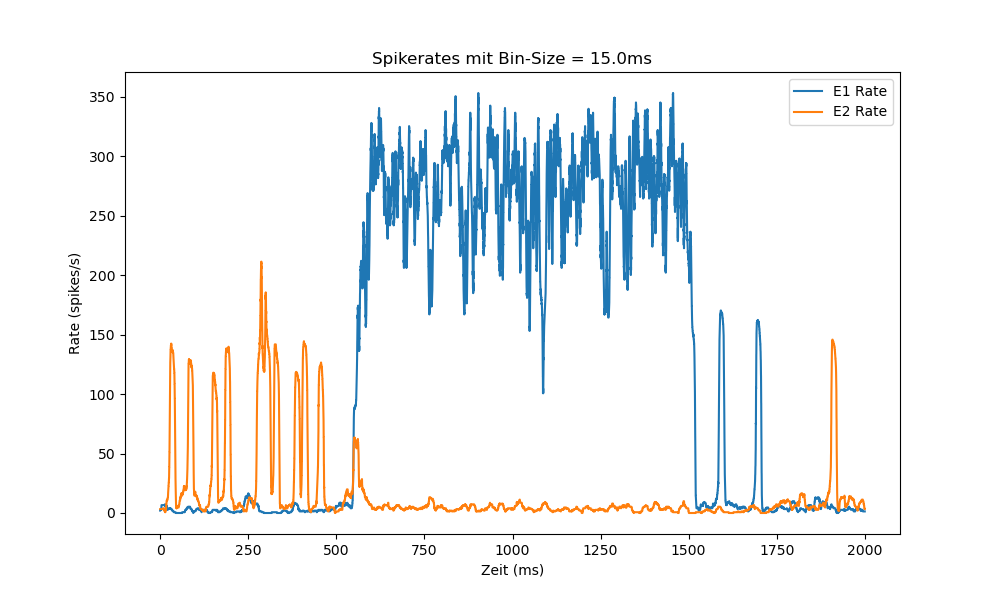 Spikerates mit Bin-Size = 15.0ms
E1 Rate
E2 Rate
350
300
250
200
150
100
50
0
Rate (spikes/s)
0 250 500 750 1000 1250 1500 1750 2000
Zeit (ms)